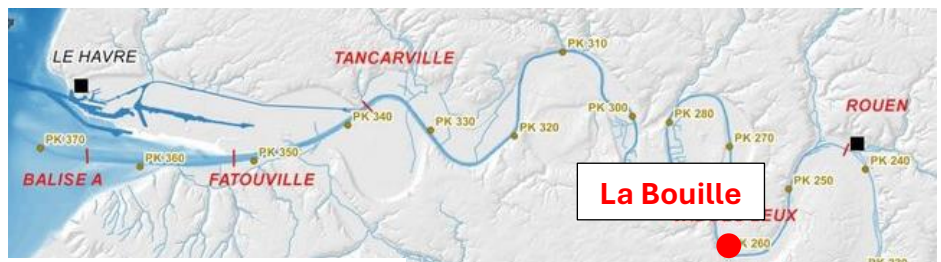 LE HAVRE
TANCARVILLE
PK 310
PK 300
PK 280
ROUEN
PK 340
PK 330
PK 320
PK 270
PK 240
PK 370
PK 360
PK 350
BALISE A
FATOUVILLE
PK 250
La Bouille
EUX
PK 260